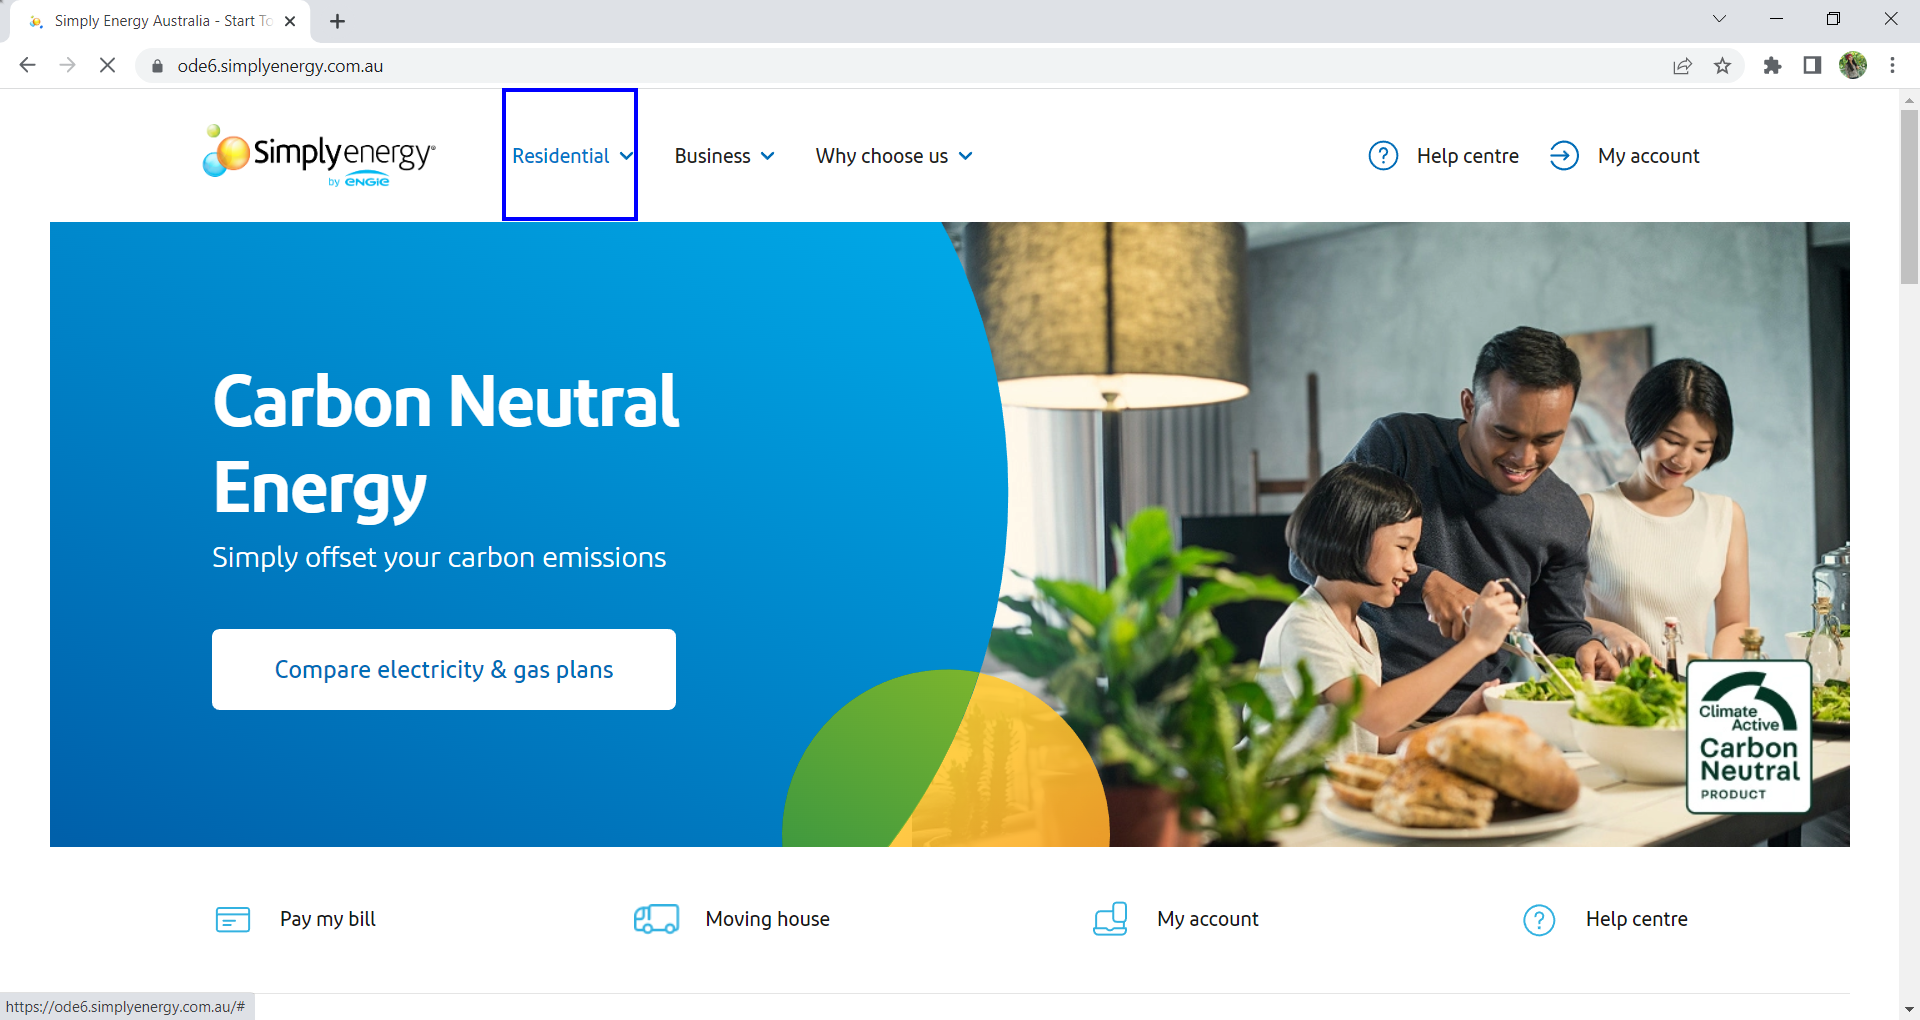 Simply Energy Australia - Start To
ode6.simplyenergy.com.au
Simplyenergy®
by ENGIE
Residential
Business
Why choose us
? Help centre
My account
Carbon Neutral
Energy
Simply offset your carbon emissions
Compare electricity & gas plans
Climate
Active
Carbon
Neutral
PRODUCT
Pay my bill
Moving house
My account
? Help centre
https://ode6.simplyenergy.com.au/#